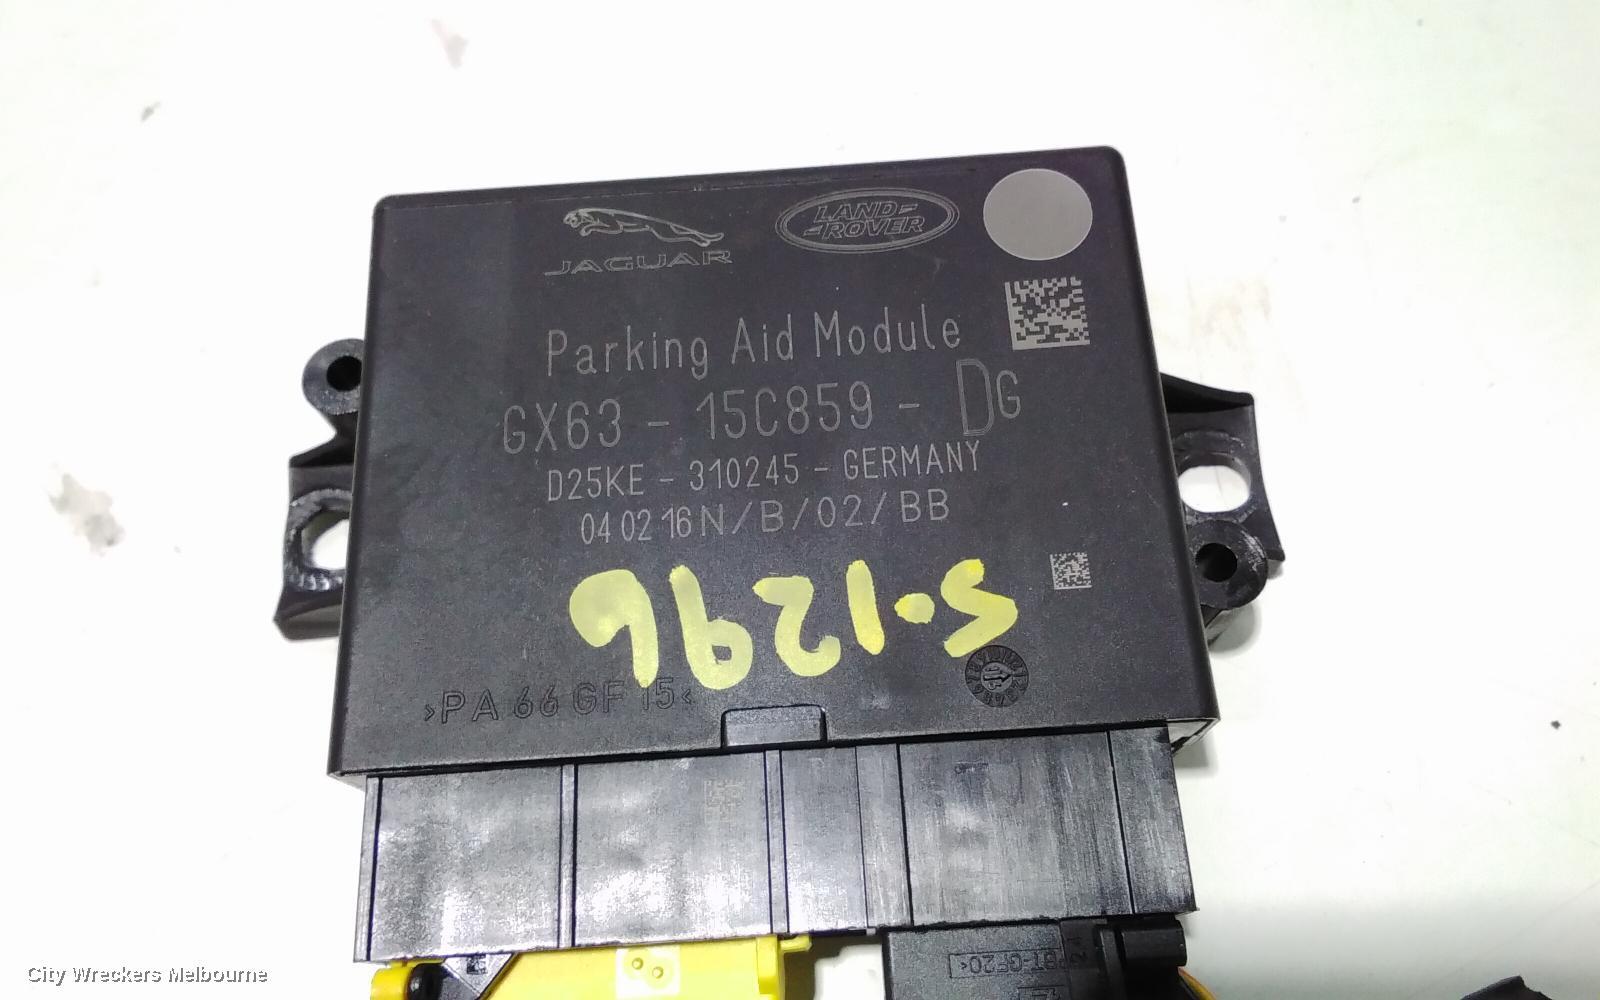 JAGUAR
LAND-
-ROVER
Parking Aid Module
GX63 - 15C859 - DG
D25KE - 310245 - GERMANY
04 02 16 N/B/02/BB
S.1296
>PA 66 GF 15<
City Wreckers Melbourne